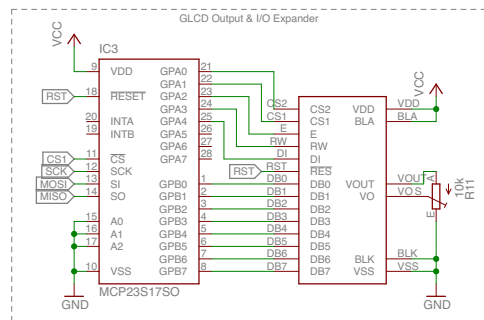 GLCD Output & I/O Expander
VCC
IC3
9 VDD GPA0 21
GPA1 22
18 RESET GPA2 23
GPA3 24
20 INTA GPA4 25
19 INTB GPA5 26
GPA6 27
11 CS GPA7 28
12 SCK
13 SI GPB0 1
14 SO GPB1 2
GPB2 3
15 A0 GPB3 4
16 A1 GPB4 5
17 A2 GPB5 6
GPB6 7
10 VSS GPB7 8
MCP23S17SO
GND
RST
CS1
SCK
MOSI
MISO
CS2 CS2 VDD VDD
CS1 CS1 BLA BLA
E E
RW RW
DI DI
RST RST RES
DB0 DB0 VOUT VOUT
DB1 DB1 VO VOS
DB2 DB2
DB3 DB3
DB4 DB4
DB5 DB5
DB6 DB6 BLK BLK
DB7 DB7 VSS VSS
VCC
A
E
10k
R11
GND